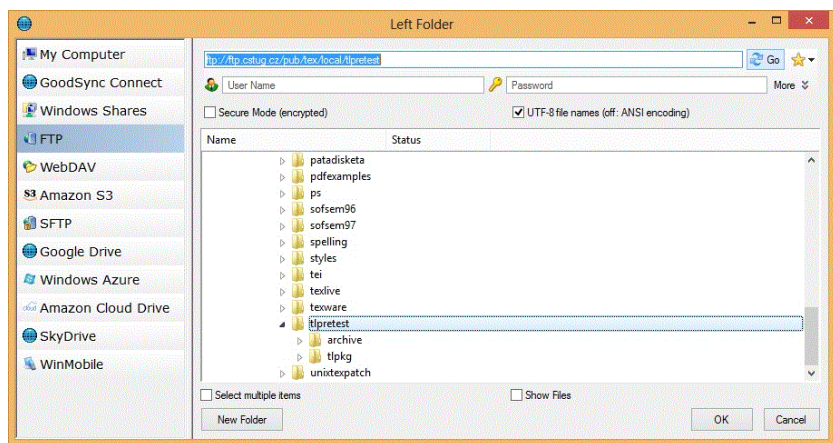 Left Folder
My Computer
GoodSync Connect
Windows Shares
FTP
WebDAV
S3 Amazon S3
SFTP
Google Drive
Windows Azure
cloud Amazon Cloud Drive
SkyDrive
WinMobile
ftp://ftp.cstug.cz/pub/tex/local/tlpretest
Go
User Name
Password
More
Secure Mode (encrypted)
UTF-8 file names (off: ANSI encoding)
Name Status
patadisketa
pdfexamples
ps
sofsem96
sofsem97
spelling
styles
tei
texlive
texware
tlpretest
archive
tlpkg
unixtexpatch
Select multiple items
Show Files
New Folder
OK
Cancel